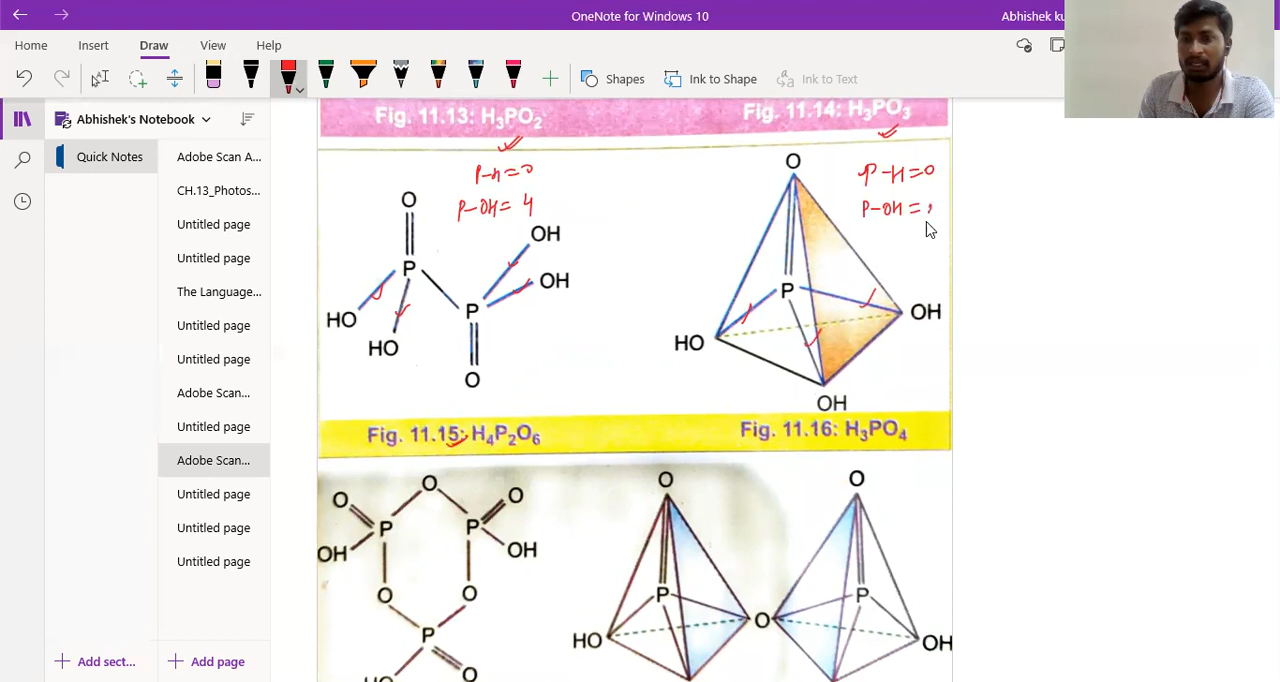 OneNote for Windows 10
Abhishek ku
Home Insert Draw View Help
Shapes Ink to Shape Ink to Text
Abhishek's Notebook
Quick Notes
Adobe Scan A...
CH.13_Photos...
Untitled page
Untitled page
The Language...
Untitled page
Untitled page
Adobe Scan...
Untitled page
Adobe Scan...
Untitled page
Untitled page
Untitled page
Add sect...
Add page
Fig. 11.13: H₃PO₂
Fig. 11.14: H₃PO₃
P-H=0
P-OH= 4
O
P
OH
OH
P
HO
HO
O
P-H=0
P-OH=
O
P
OH
HO
OH
Fig. 11.15: H₄P₂O₆
Fig. 11.16: H₃PO₄
O
O
O
P
P
OH
OH
O
O
P
HO
O
O
O
P
P
O
HO
OH